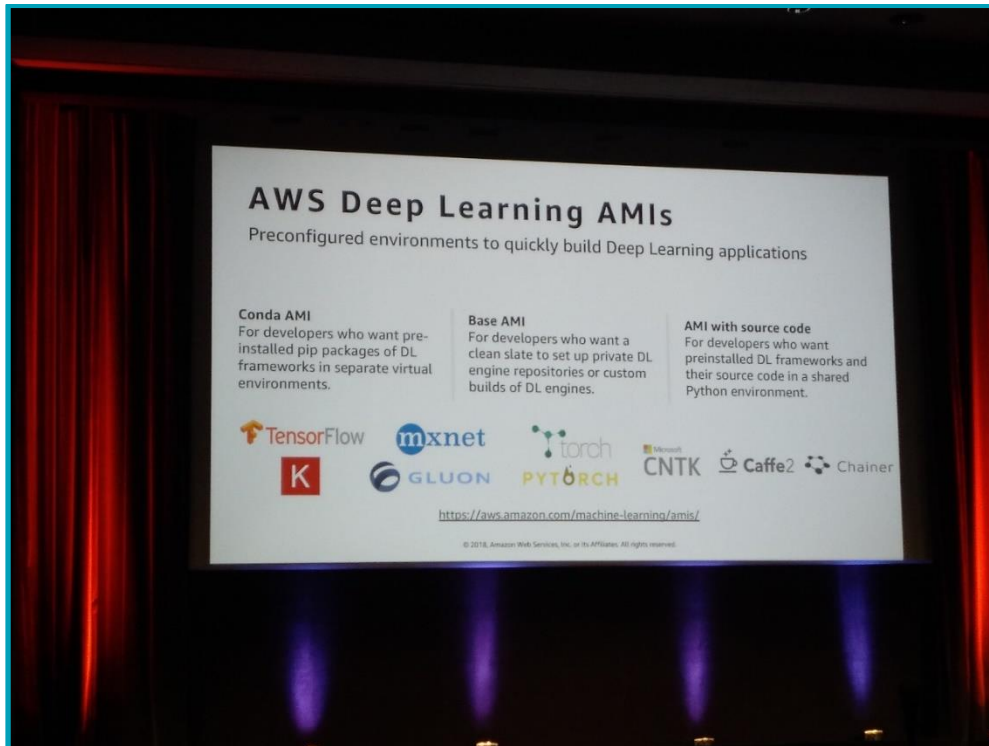 AWS Deep Learning AMIs
Preconfigured environments to quickly build Deep Learning applications
Conda AMI
For developers who want pre-
installed pip packages of DL
frameworks in separate virtual
environments.
Base AMI
For developers who want a
clean slate to set up private DL
engine repositories or custom
builds of DL engines.
AMI with source code
For developers who want
preinstalled DL frameworks and
their source code in a shared
Python environment.
TensorFlow
mxnet
torch
Microsoft
CNTK
Caffe2
Chainer
K
GLUON
PYTORCH
https://aws.amazon.com/machine-learning/amis/
© 2018, Amazon Web Services, Inc. or its Affiliates. All rights reserved.